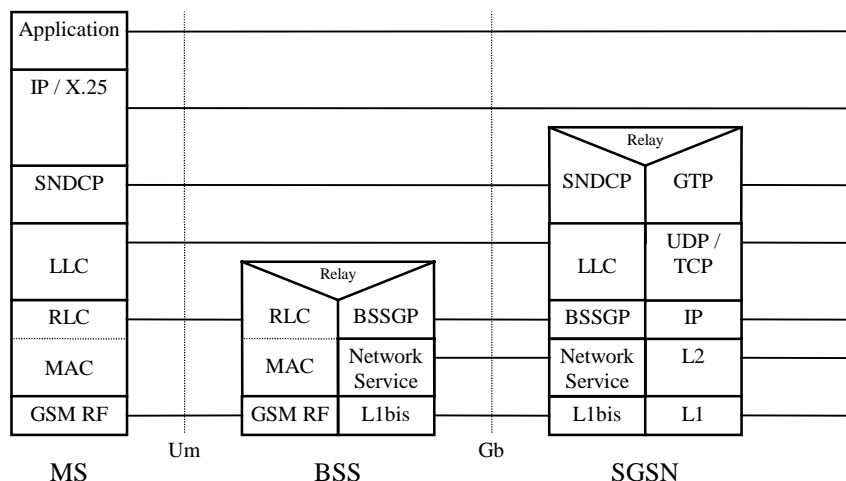 Application
IP / X.25
Relay
SNDCP
SNDCP
GTP
LLC
Relay
LLC
UDP /
TCP
RLC
RLC
BSSGP
BSSGP
IP
MAC
MAC
Network
Service
Network
Service
L2
GSM RF
GSM RF
L1bis
L1bis
L1
Um
Gb
MS
BSS
SGSN